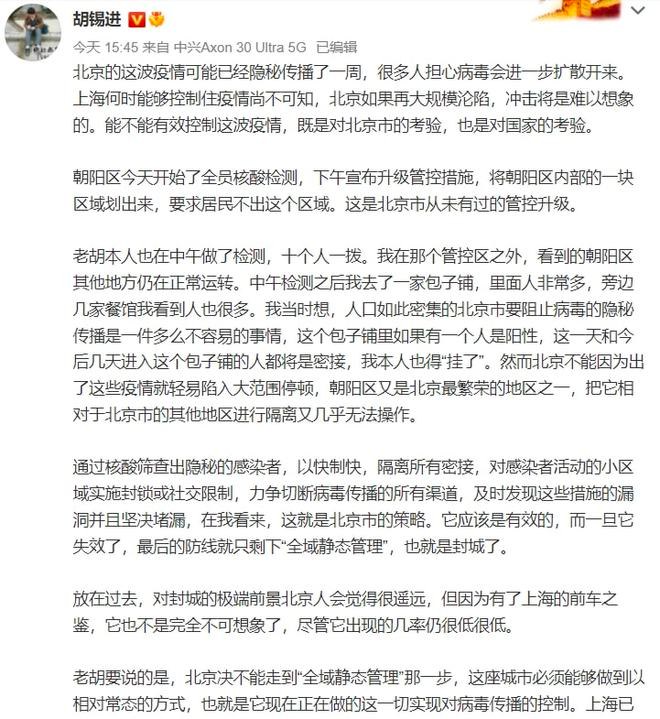 胡锡进
今天 15:45 来自 中兴Axon 30 Ultra 5G 已编辑
北京的这波疫情可能已经隐秘传播了一周，很多人担心病毒会进一步扩散开来。
上海何时能够控制住疫情尚不可知，北京如果再大规模沦陷，冲击将是难以想象
的。能不能有效控制这波疫情，既是对北京市的考验，也是对国家的考验。
朝阳区今天开始了全员核酸检测，下午宣布升级管控措施，将朝阳区内部的一块
区域划出来，要求居民不出这个区域。这是北京市从未有过的管控升级。
老胡本人也在中午做了检测，十个人一拨。我在那个管控区之外，看到的朝阳区
其他地方仍在正常运转。中午检测之后我去了一家包子铺，里面人非常多，旁边
几家餐馆我看到人也很多。我当时想，人口如此密集的北京市要阻止病毒的隐秘
传播是一件多么不容易的事情，这个包子铺里如果有一个人是阳性，这一天和今
后几天进入这个包子铺的人都将是密接，我本人也得“挂了”。然而北京不能因为出
了这些疫情就轻易陷入大范围停顿，朝阳区又是北京最繁荣的地区之一，把它相
对于北京市的其他地区进行隔离又几乎无法操作。
通过核酸筛查出隐秘的感染者，以快制快，隔离所有密接，对感染者活动的小区
域实施封锁或社交限制，力争切断病毒传播的所有渠道，及时发现这些措施的漏
洞并且坚决堵漏，在我看来，这就是北京市的策略。它应该是有效的，而一旦它
失效了，最后的防线就只剩下“全域静态管理”，也就是封城了。
放在过去，对封城的极端前景北京人会觉得很遥远，但因为有了上海的前车之
鉴，它也不是完全不可想象了，尽管它出现的几率仍很低很低。
老胡要说的是，北京决不能走到“全域静态管理”那一步，这座城市必须能够做到以
相对常态的方式，也就是它现在正在做的这一切实现对病毒传播的控制。上海已